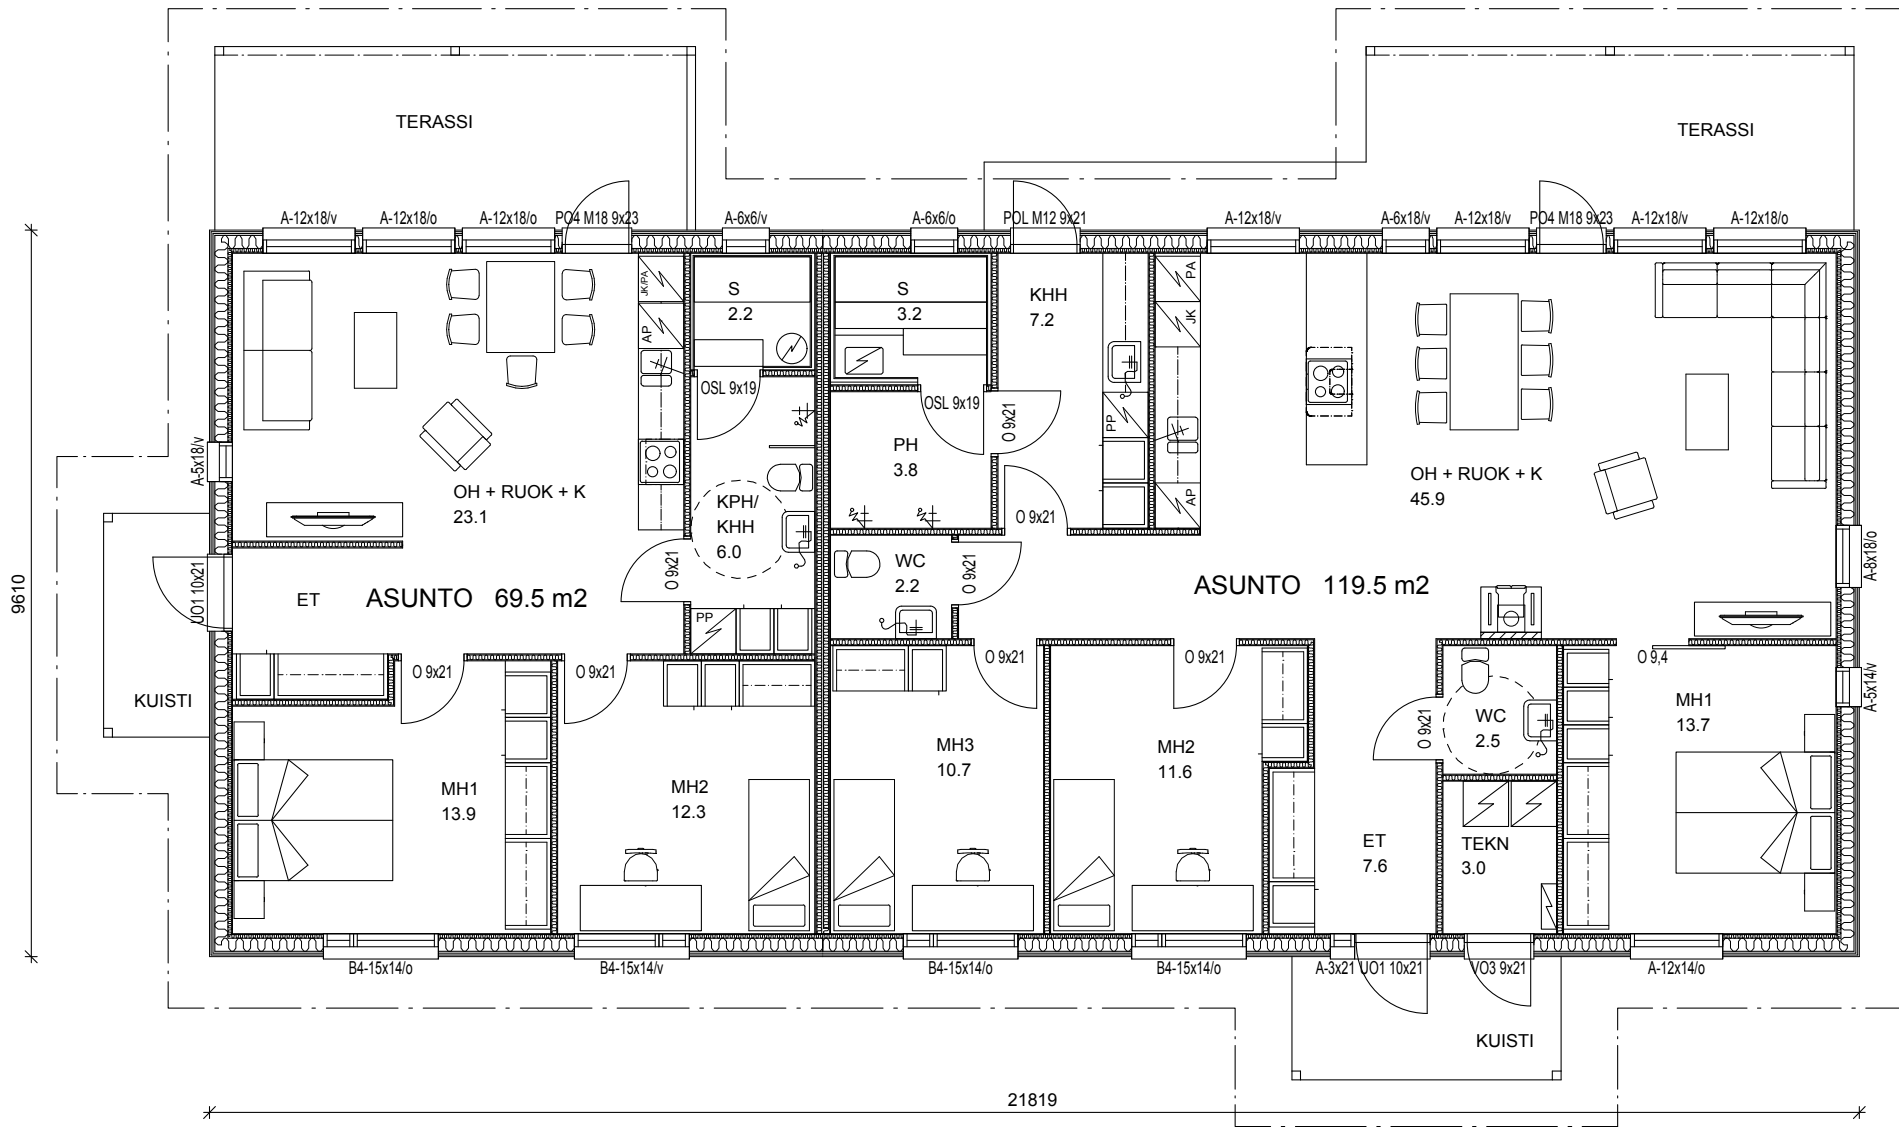 TERASSI
TERASSI
A-12x18/v
A-12x18/o
A-12x18/o
PO4 M18 9x23
A-6x6/v
A-6x6/o
POL M12 9x21
A-12x18/v
A-6x18/v
A-12x18/v
PO4 M18 9x23
A-12x18/v
A-12x18/o
JK/PA
AP
S
2.2
S
3.2
KHH
7.2
PA
JK
OSL 9x19
OSL 9x19
O 9x21
PP
A-5x18/v
PH
3.8
OH + RUOK + K
23.1
KPH/
KHH
6.0
O 9x21
AP
OH + RUOK + K
45.9
9610
UO1 10x21
ET
ASUNTO 69.5 m2
O 9x21
WC
2.2
O 9x21
ASUNTO 119.5 m2
A-8x18/o
PP
KUISTI
O 9x21
O 9x21
O 9x21
O 9x21
O 9,4
A-5x14/v
O 9x21
WC
2.5
MH1
13.7
MH1
13.9
MH2
12.3
MH3
10.7
MH2
11.6
ET
7.6
TEKN
3.0
B4-15x14/o
B4-15x14/v
B4-15x14/o
B4-15x14/o
A-3x21
UO1 10x21
VO3 9x21
A-12x14/o
KUISTI
21819